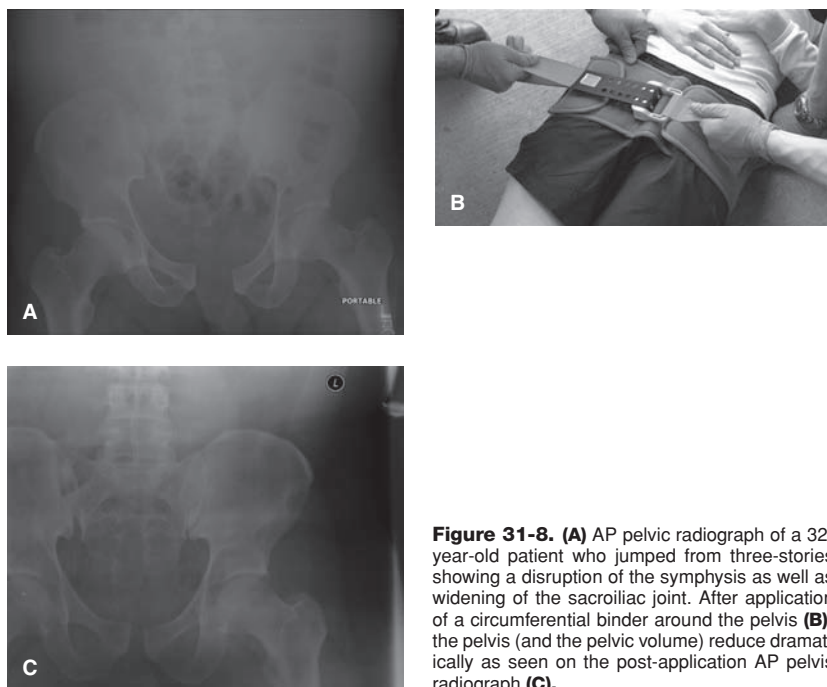 A
PORTABLE
B
L
C
Figure 31-8. (A) AP pelvic radiograph of a 32-
year-old patient who jumped from three-stories
showing a disruption of the symphysis as well as
widening of the sacroiliac joint. After application
of a circumferential binder around the pelvis (B)
the pelvis (and the pelvic volume) reduce dramat
ically as seen on the post-application AP pelvis
radiograph (C).